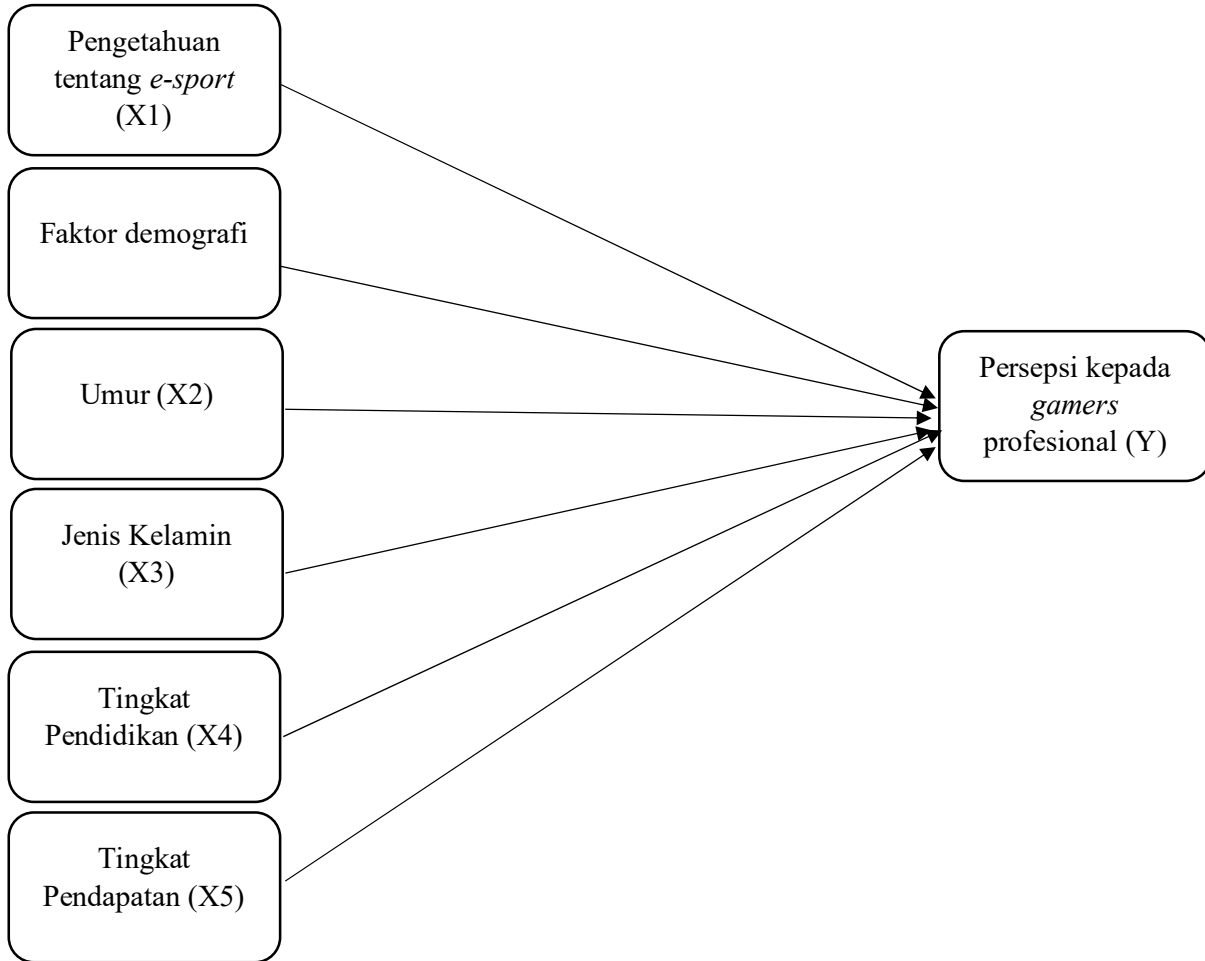 Pengetahuan
tentang e-sport
(X1)
Faktor demografi
Umur (X2)
Jenis Kelamin
(X3)
Tingkat
Pendidikan (X4)
Tingkat
Pendapatan (X5)
Persepsi kepada
gamers
profesional (Y)